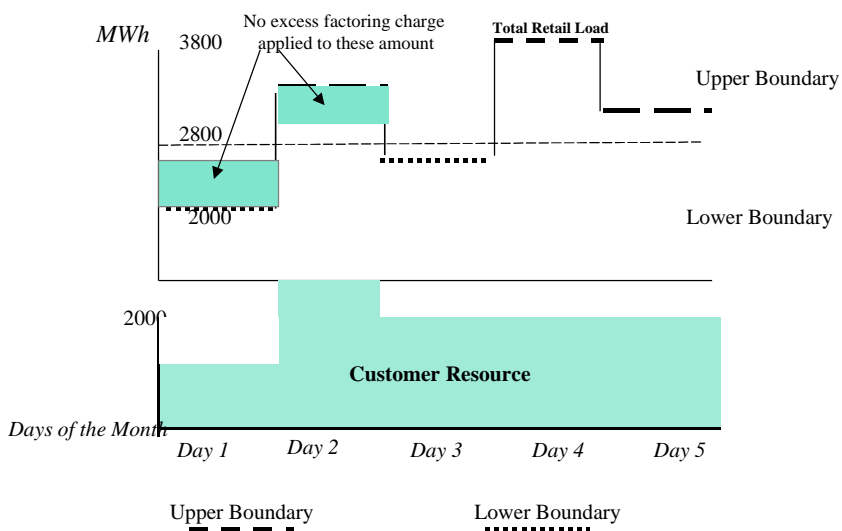 No excess factoring charge
applied to these amount
MWh
3800
Total Retail Load
Upper Boundary
2800
2000
Lower Boundary
2000
Customer Resource
Days of the Month
Day 1
Day 2
Day 3
Day 4
Day 5
Upper Boundary
Lower Boundary